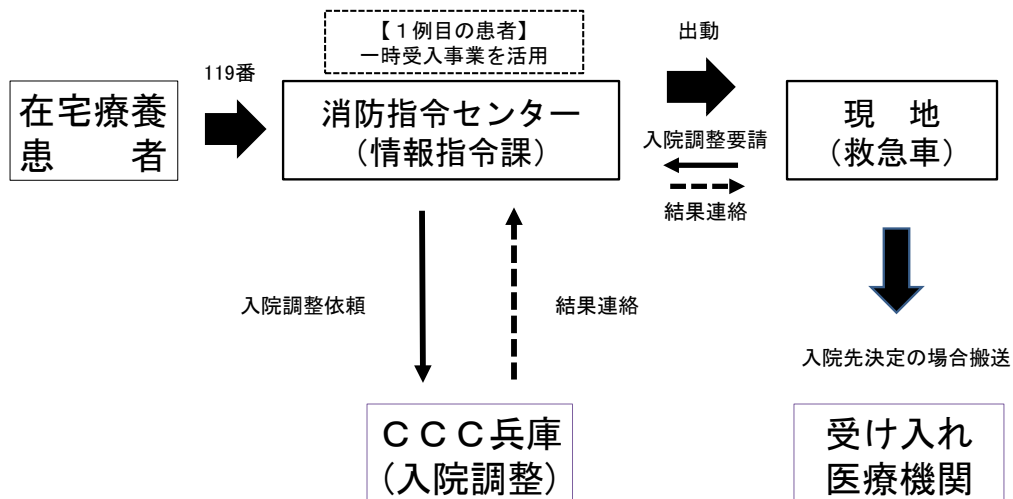 【１例目の患者】
一時受入事業を活用
出動
119番
在宅療養
患　　者
消防指令センター
（情報指令課）
入院調整要請
結果連絡
現　地
（救急車）
入院調整依頼
結果連絡
入院先決定の場合搬送
ＣＣＣ兵庫
（入院調整）
受け入れ
医療機関